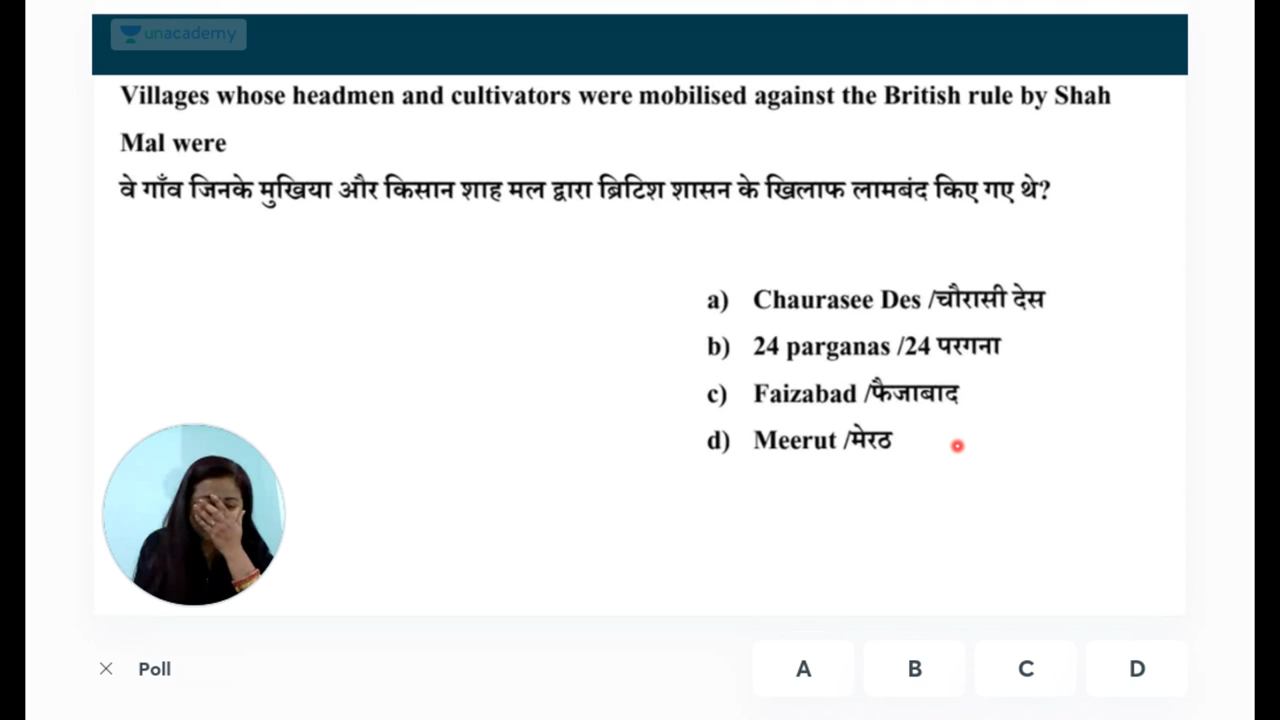 unacademy
Villages whose headmen and cultivators were mobilised against the British rule by Shah
Mal were
वे गाँव जिनके मुखिया और किसान शाह मल द्वारा ब्रिटिश शासन के खिलाफ लामबंद किए गए थे?
a) Chaurasee Des /चौरासी देस
b) 24 parganas /24 परगना
c) Faizabad /फैजाबाद
d) Meerut /मेरठ
Poll A B C D